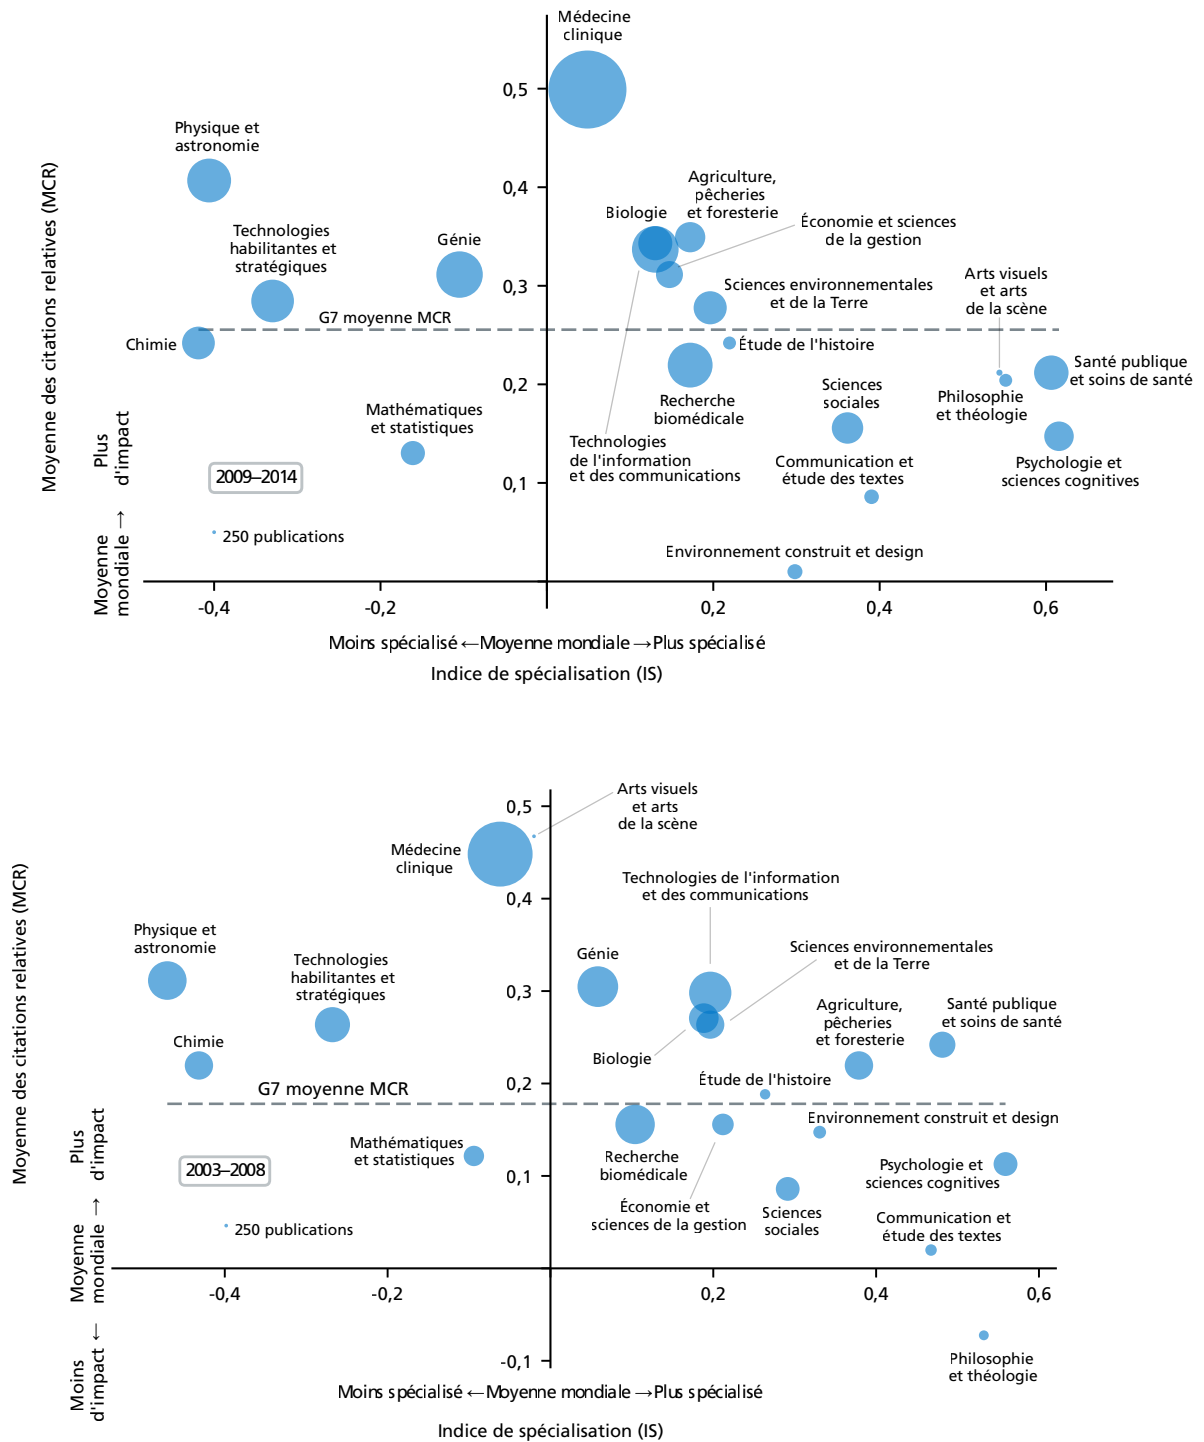 Médecine
clinique
0,5
Physique et
astronomie
0,4
Agriculture,
pêcheries
et foresterie
Biologie
Économie et sciences
de la gestion
Technologies
habilitantes et
stratégiques
Génie
Arts visuels
et arts
de la scène
0,3
Sciences environnementales
et de la Terre
G7 moyenne MCR
Chimie
Étude de l'histoire
Santé publique
et soins de santé
0,2
Sciences
sociales
Philosophie
et théologie
Recherche
biomédicale
Mathématiques
et statistiques
Technologies
de l'information
et des communications
Communication et
étude des textes
Psychologie et
sciences cognitives
2009–2014
0,1
250 publications
Environnement construit et design
Moyenne des citations relatives (MCR)
Moyenne
mondiale →
Plus
d'impact
-0,4
-0,2
0,2
0,4
0,6
Moins spécialisé ←Moyenne mondiale →Plus spécialisé
Indice de spécialisation (IS)
Arts visuels
et arts
de la scène
0,5
Médecine
clinique
Technologies de l'information
et des communications
0,4
Physique et
astronomie
Technologies
habilitantes et
stratégiques
Génie
Sciences environnementales
et de la Terre
0,3
Agriculture,
pêcheries
et foresterie
Santé publique
et soins de santé
Chimie
Biologie
Étude de l'histoire
0,2
G7 moyenne MCR
Environnement construit et design
Mathématiques
et statistiques
Recherche
biomédicale
Psychologie et
sciences cognitives
2003–2008
0,1
Économie et
sciences de la gestion
Sciences
sociales
Communication et
étude des textes
250 publications
Moyenne des citations relatives (MCR)
Moins
d'impact ←
Moyenne
mondiale →
Plus
d'impact
-0,4
-0,2
0,2
0,4
0,6
-0,1
Philosophie
et théologie
Moins spécialisé ←Moyenne mondiale →Plus spécialisé
Indice de spécialisation (IS)